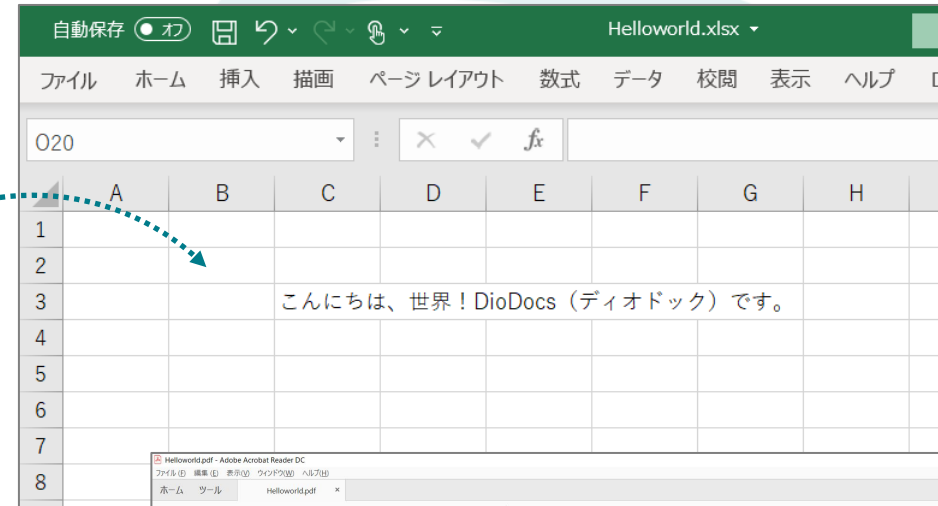 自動保存 オフ Helloworld.xlsx
ファイル ホーム 挿入 描画 ページ レイアウト 数式 データ 校閲 表示 ヘルプ
O20 fx
A B C D E F G H
1
2
3 こんにちは、世界！DioDocs（ディオドック）です。
4
5
6
7
Helloworld.pdf - Adobe Acrobat Reader DC
ファイル(F) 編集(E) 表示(V) ウィンドウ(W) ヘルプ(H)
8
ホーム ツール Helloworld.pdf ×